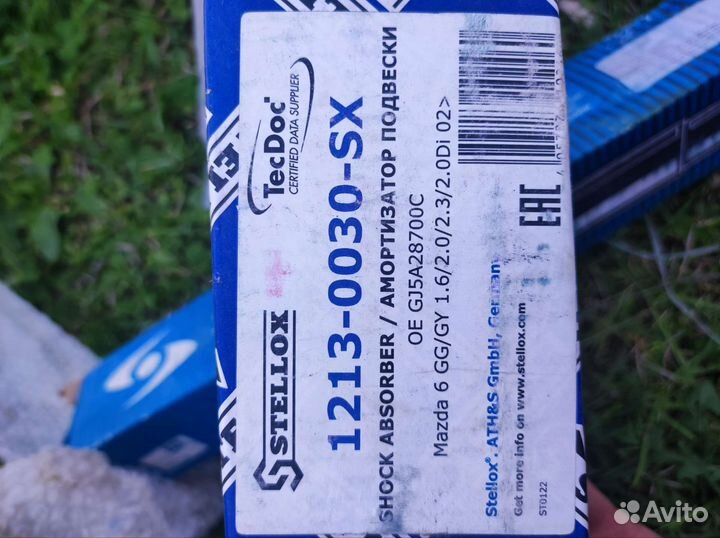 STELLOX
TecDoc
CERTIFIED DATA SUPPLIER
1213-0030-SX
SHOCK ABSORBER / АМОРТИЗАТОР ПОДВЕСКИ
OE GJ5A28700C
Mazda 6 GG/GY 1.6/2.0/2.3/2.0Di 02>
EAC
Stellox®. ATH&S GmbH, Germany
Get more info on www.stellox.com
ST0122
Avito